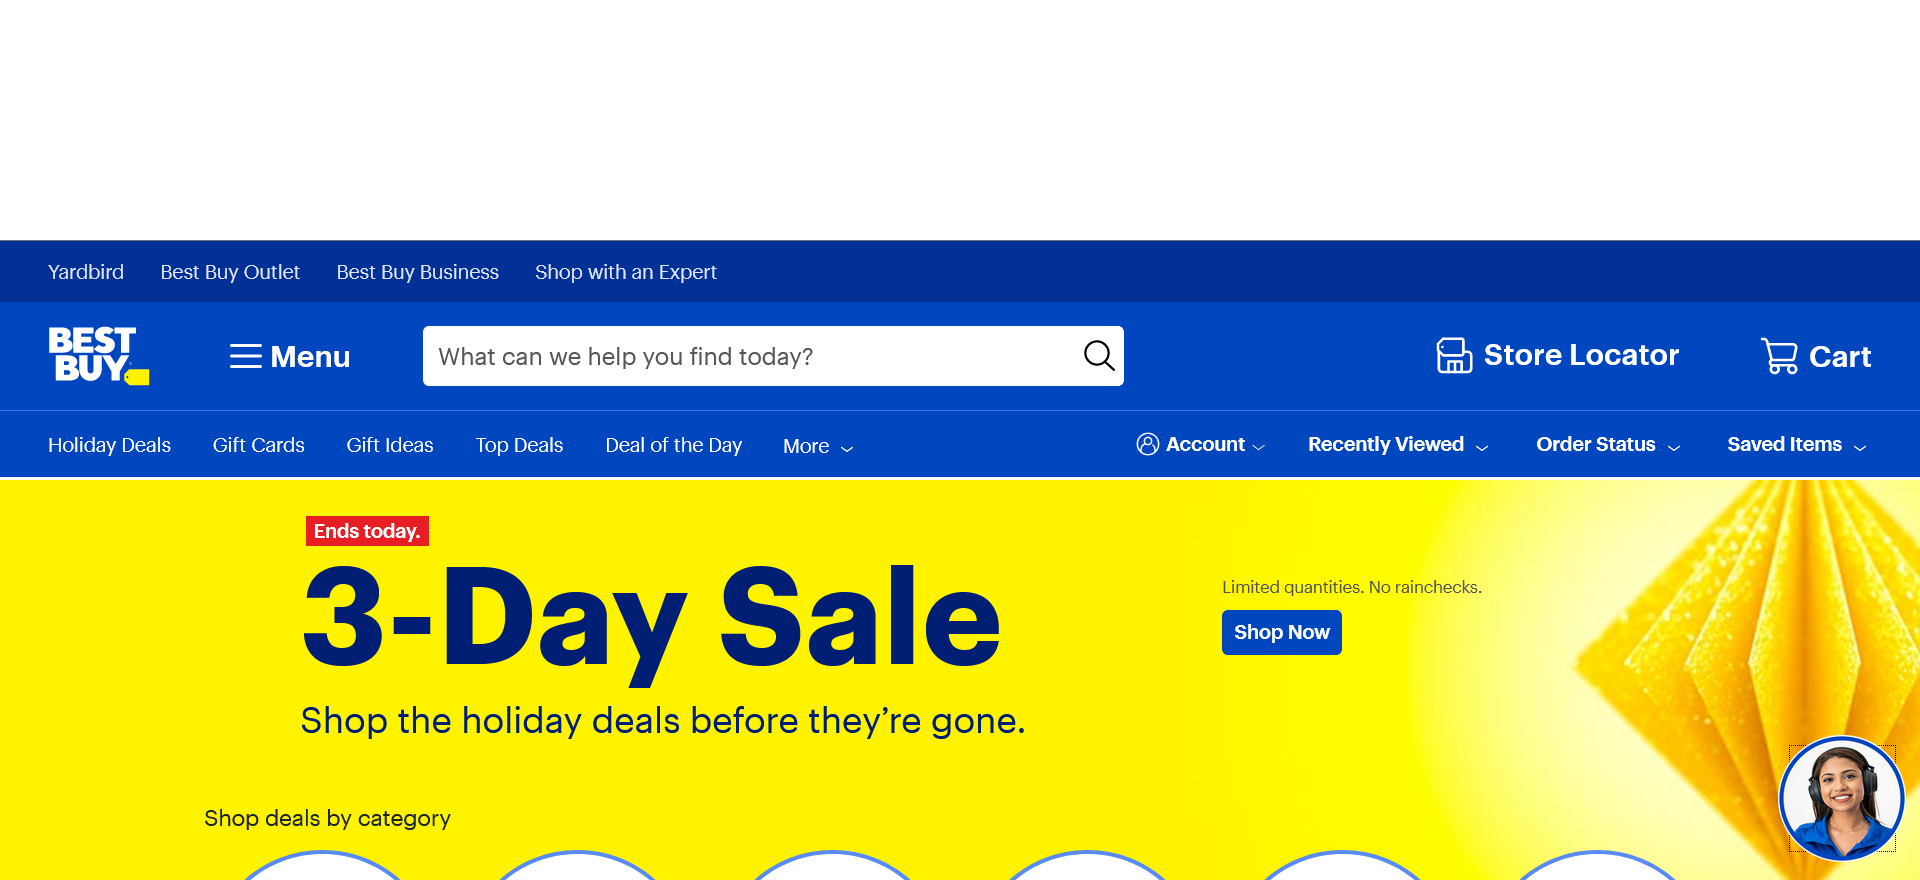 Yardbird Best Buy Outlet Best Buy Business Shop with an Expert
BEST
BUY
Menu
What can we help you find today?
Store Locator
Cart
Holiday Deals Gift Cards Gift Ideas Top Deals Deal of the Day More
Account Recently Viewed Order Status Saved Items
Ends today.
3-Day Sale
Shop the holiday deals before they’re gone.
Limited quantities. No rainchecks.
Shop Now
Shop deals by category